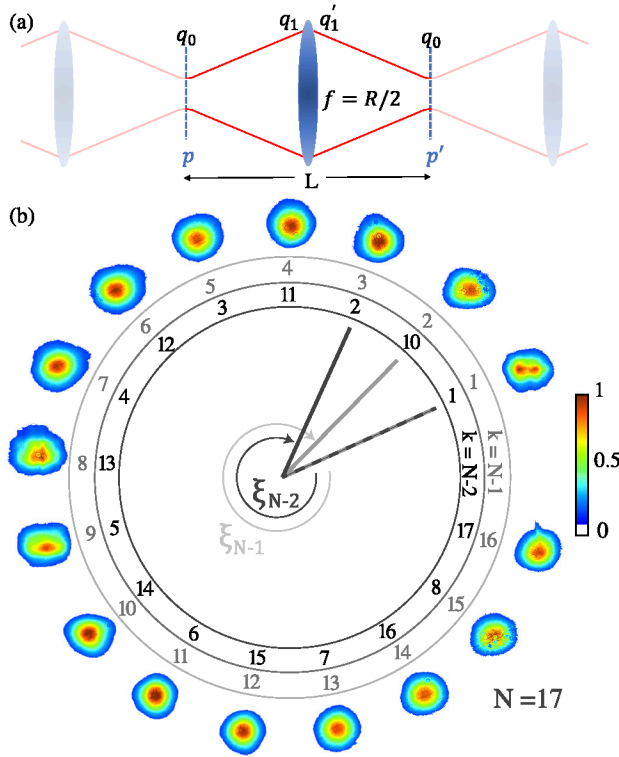 (a)
q₀ q₁ q₁′ q₀
f = R/2
p p′
L
(b)
4
5 3
11
3 2
6 2
12 10
7 1
4 1
8 13
k = N-2 k = N-1
ξN-2
ξN-1
9 5 17 16
14 8
10 15
6 16
11 15 7 14
12 13
N =17
1
0.5
0